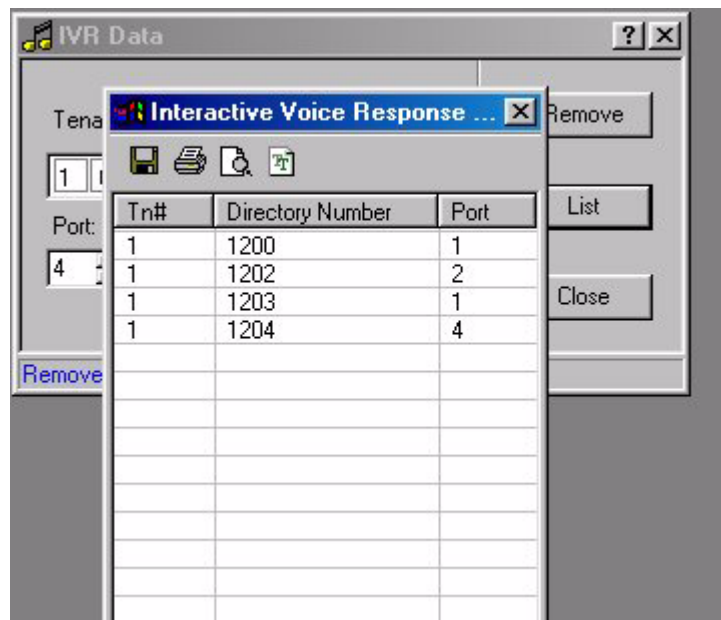 IVR Data
Tena
1
Port:
4
Remove
List
Close
Remove
Interactive Voice Response ...
Tn# Directory Number Port
1 1200 1
1 1202 2
1 1203 1
1 1204 4